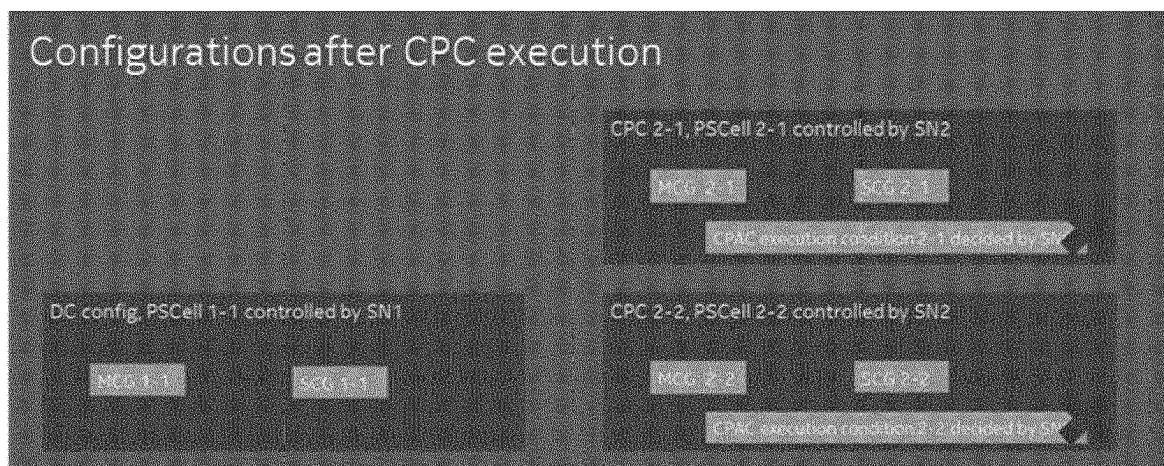 Configurations after CPC execution
CPC 2-1, PSCell 2-1 controlled by SN2
MCG 2-1
SCG 2-1
CPAC execution condition 2-1 decided by SN
DC config, PSCell 1-1 controlled by SN1
MCG 1-1
SCG 1-1
CPC 2-2, PSCell 2-2 controlled by SN2
MCG 2-2
SCG 2-2
CPAC execution condition 2-2 decided by SN